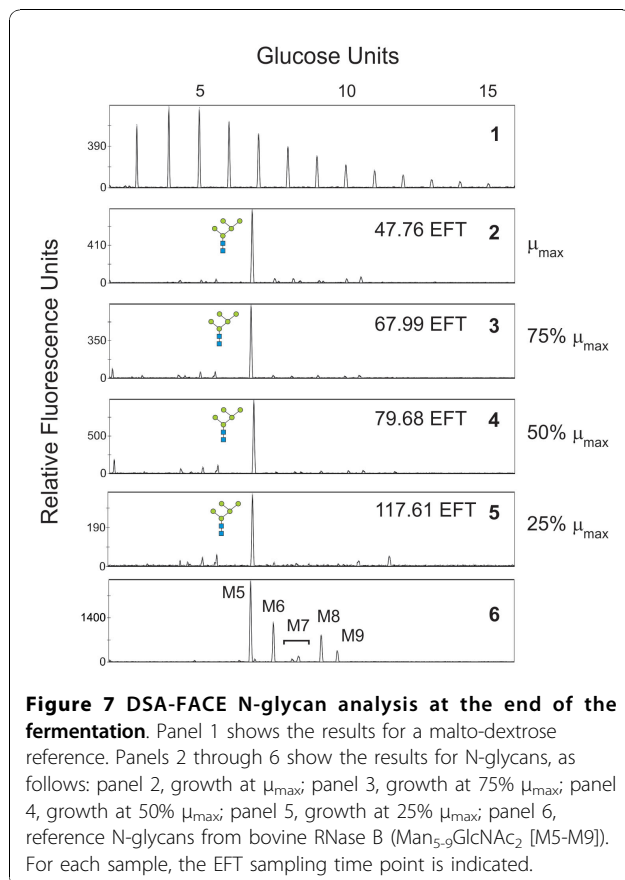 Glucose Units
5 10 15
Relative Fluorescence Units
390
0
1
410
0
47.76 EFT 2
μmax
350
0
67.99 EFT 3
75% μmax
500
0
79.68 EFT 4
50% μmax
190
0
117.61 EFT 5
25% μmax
1400
0
M5
M6
M7
M8
M9
6
Figure 7 DSA-FACE N-glycan analysis at the end of the
fermentation. Panel 1 shows the results for a malto-dextrose
reference. Panels 2 through 6 show the results for N-glycans, as
follows: panel 2, growth at μmax; panel 3, growth at 75% μmax; panel
4, growth at 50% μmax; panel 5, growth at 25% μmax; panel 6,
reference N-glycans from bovine RNase B (Man5-9GlcNAc2 [M5-M9]).
For each sample, the EFT sampling time point is indicated.